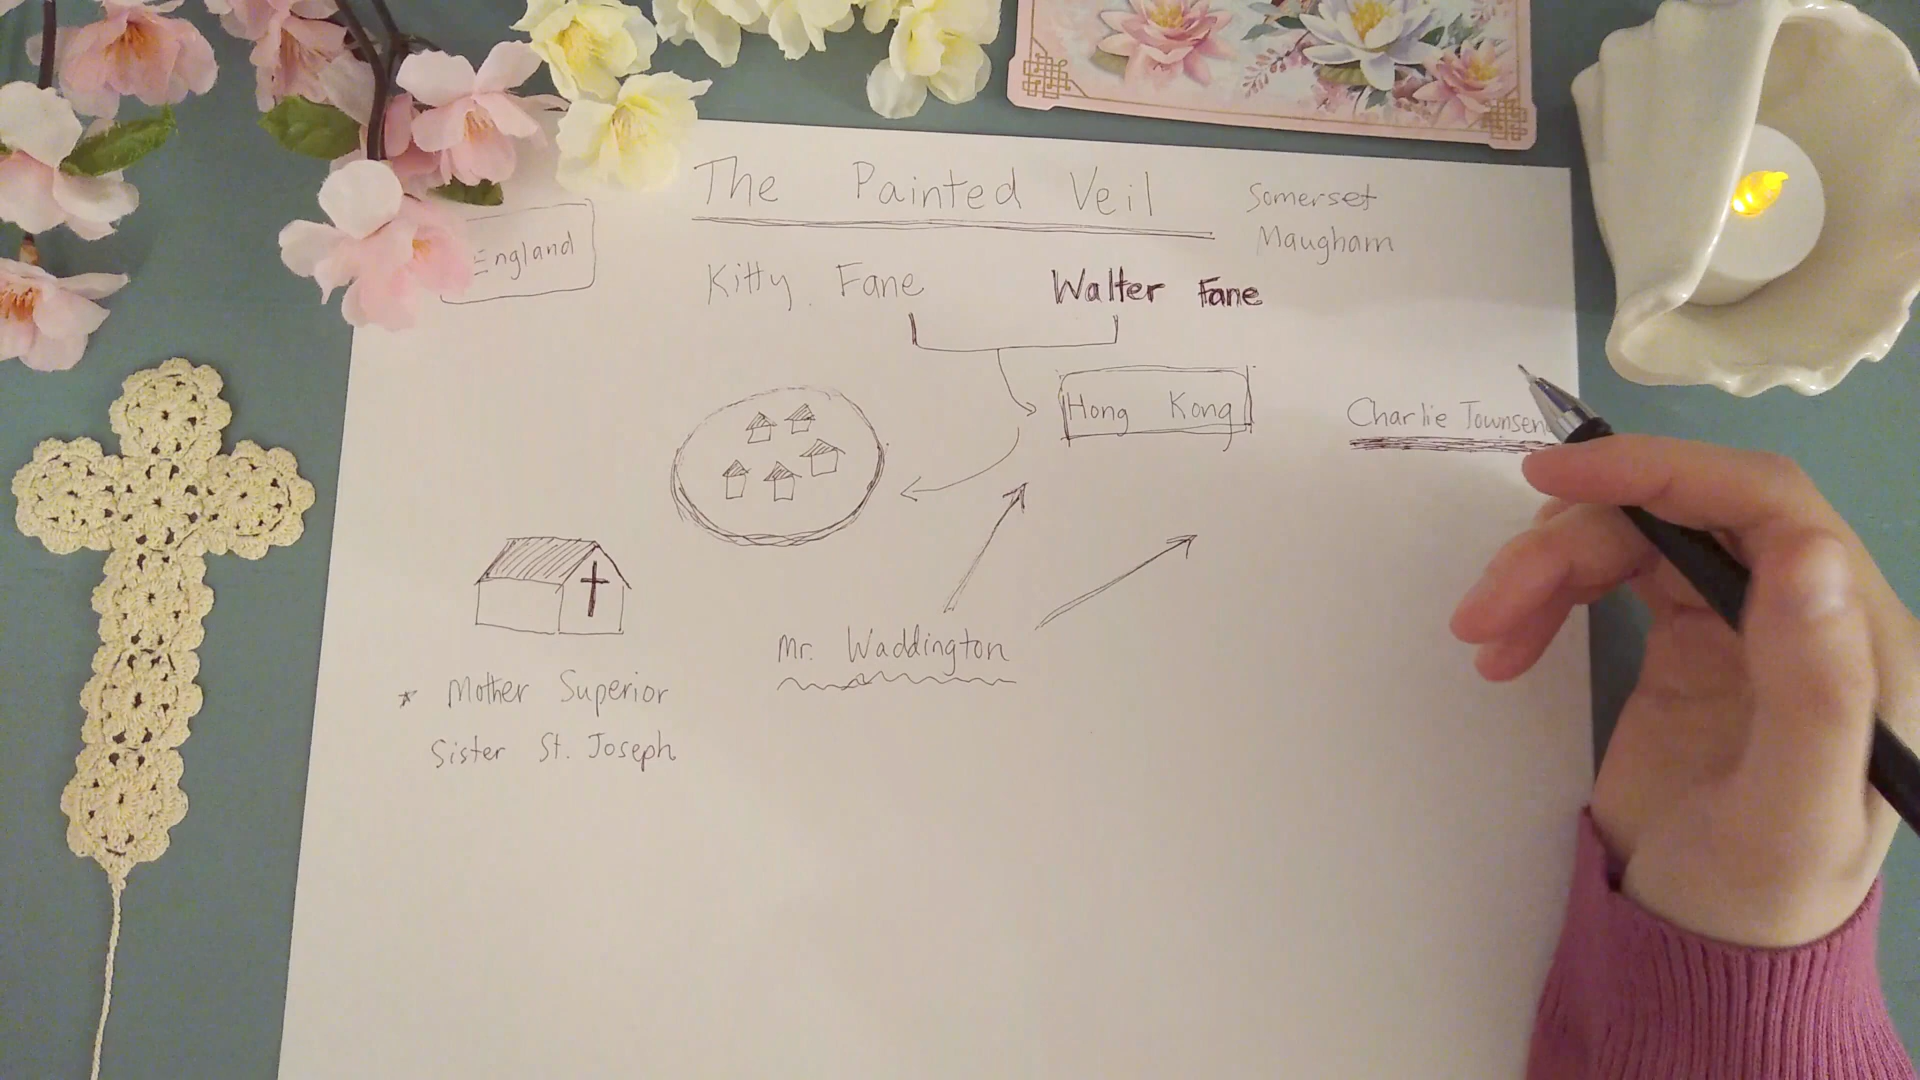 The Painted Veil
Somerset
Maugham
England
Kitty Fane
Walter Fane
Hong Kong
Charlie Townsen
Mr. Waddington
* Mother Superior
Sister St. Joseph